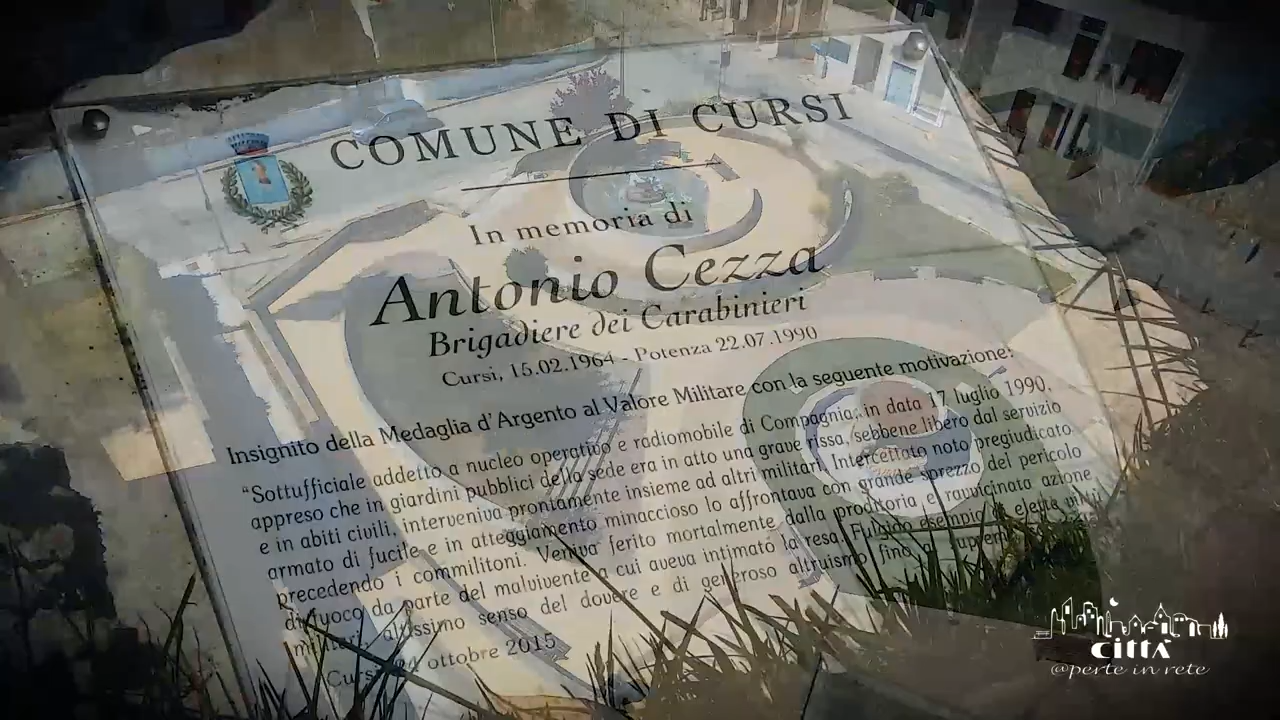 COMUNE DI CURSI
In memoria di
Antonio Cezza
Brigadiere dei Carabinieri
Cursi, 15.02.1964 - Potenza 22.07.1990
Insignito della Medaglia d'Argento al Valore Militare con la seguente motivazione:
“Sottufficiale addetto a nucleo operativo e radiomobile di Compagnia, in data 17 luglio 1990,
appreso che in giardini pubblici della sede era in atto una grave rissa, sebbene libero dal servizio
e in abiti civili, interveniva prontamente insieme ad altri militari. Intercettato noto pregiudicato
armato di fucile e in atteggiamento minaccioso lo affrontava con grande sprezzo del pericolo
precedendo i commilitoni. Veniva ferito mortalmente dalla proditoria e ravvicinata azione
di fuoco da parte del malvivente a cui aveva intimato la resa. Fulgido esempio di elette virtù
altissimo senso del dovere e di generoso altruismo fino al
ottobre 2015
CiTTÀ
@perte in rete